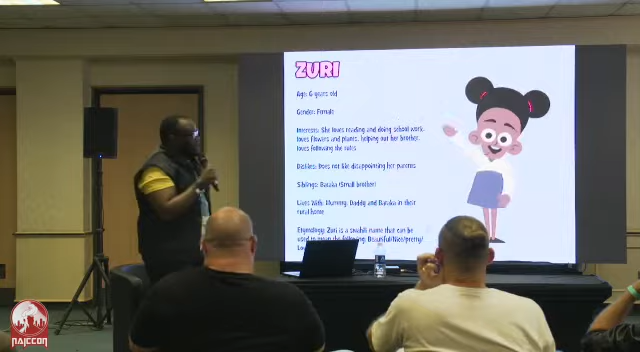 ZURI
Age: 6 years old
Gender: Female
Interests: She loves reading and doing school work,
loves flowers and plants, helping out her brother,
loves following the rules
Dislikes: Does not like disappointing her parents
Siblings: Baraka (Small brother)
Lives With: Mummy, Daddy and Baraka in their
rural home
Etymology: Zuri is a swahili name that can be
used to mean the following: Beautiful/Nice/pretty/
NAICCON